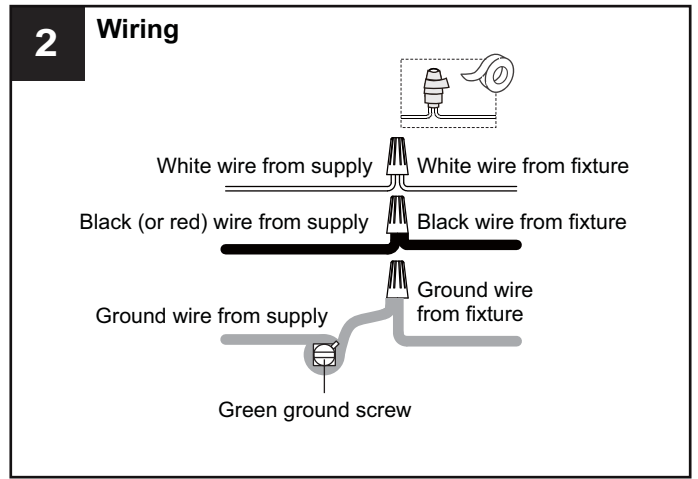 2
Wiring
White wire from supply
White wire from fixture
Black (or red) wire from supply
Black wire from fixture
Ground wire
from fixture
Ground wire from supply
Green ground screw